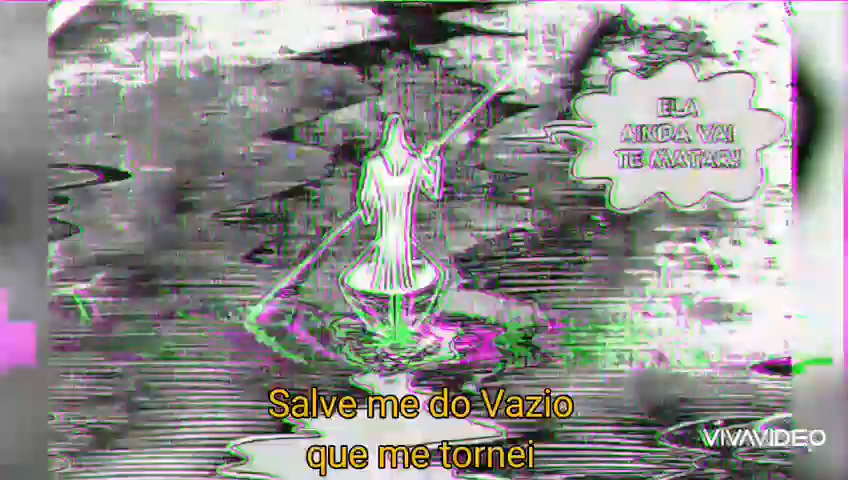 ELA
AINDA VAI
TE MATAR!
Salve me do Vazio
que me tornei
VIVAVIDEO